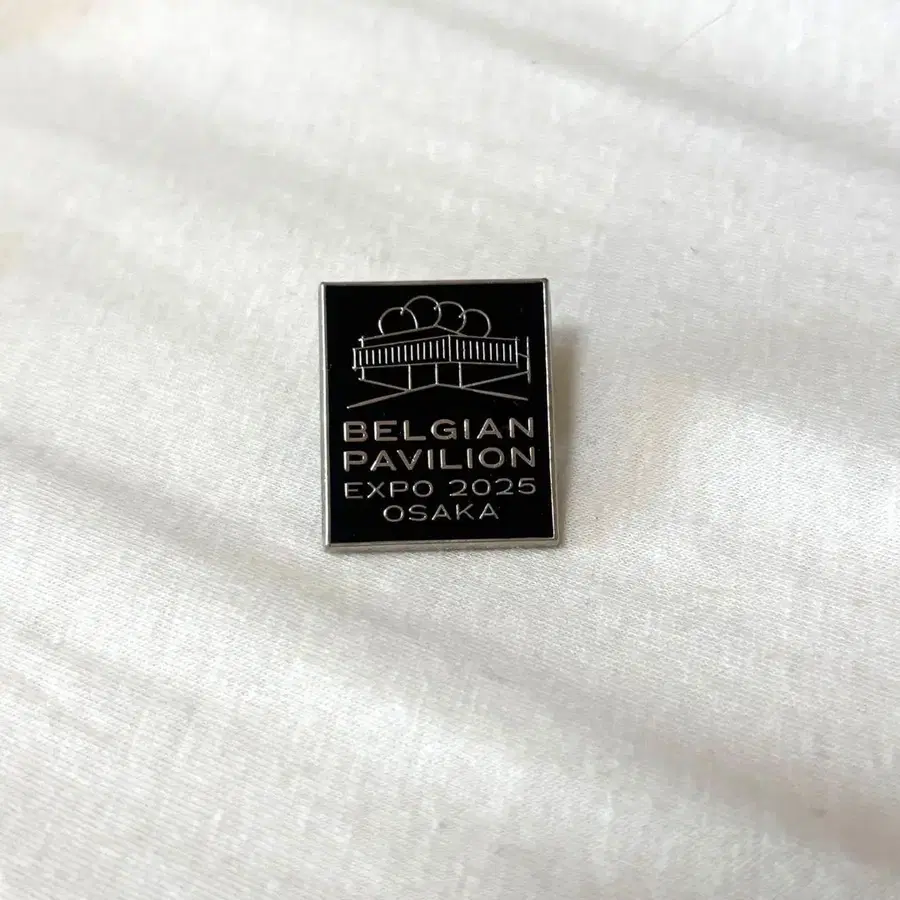 BELGIAN
PAVILION
EXPO 2025
OSAKA